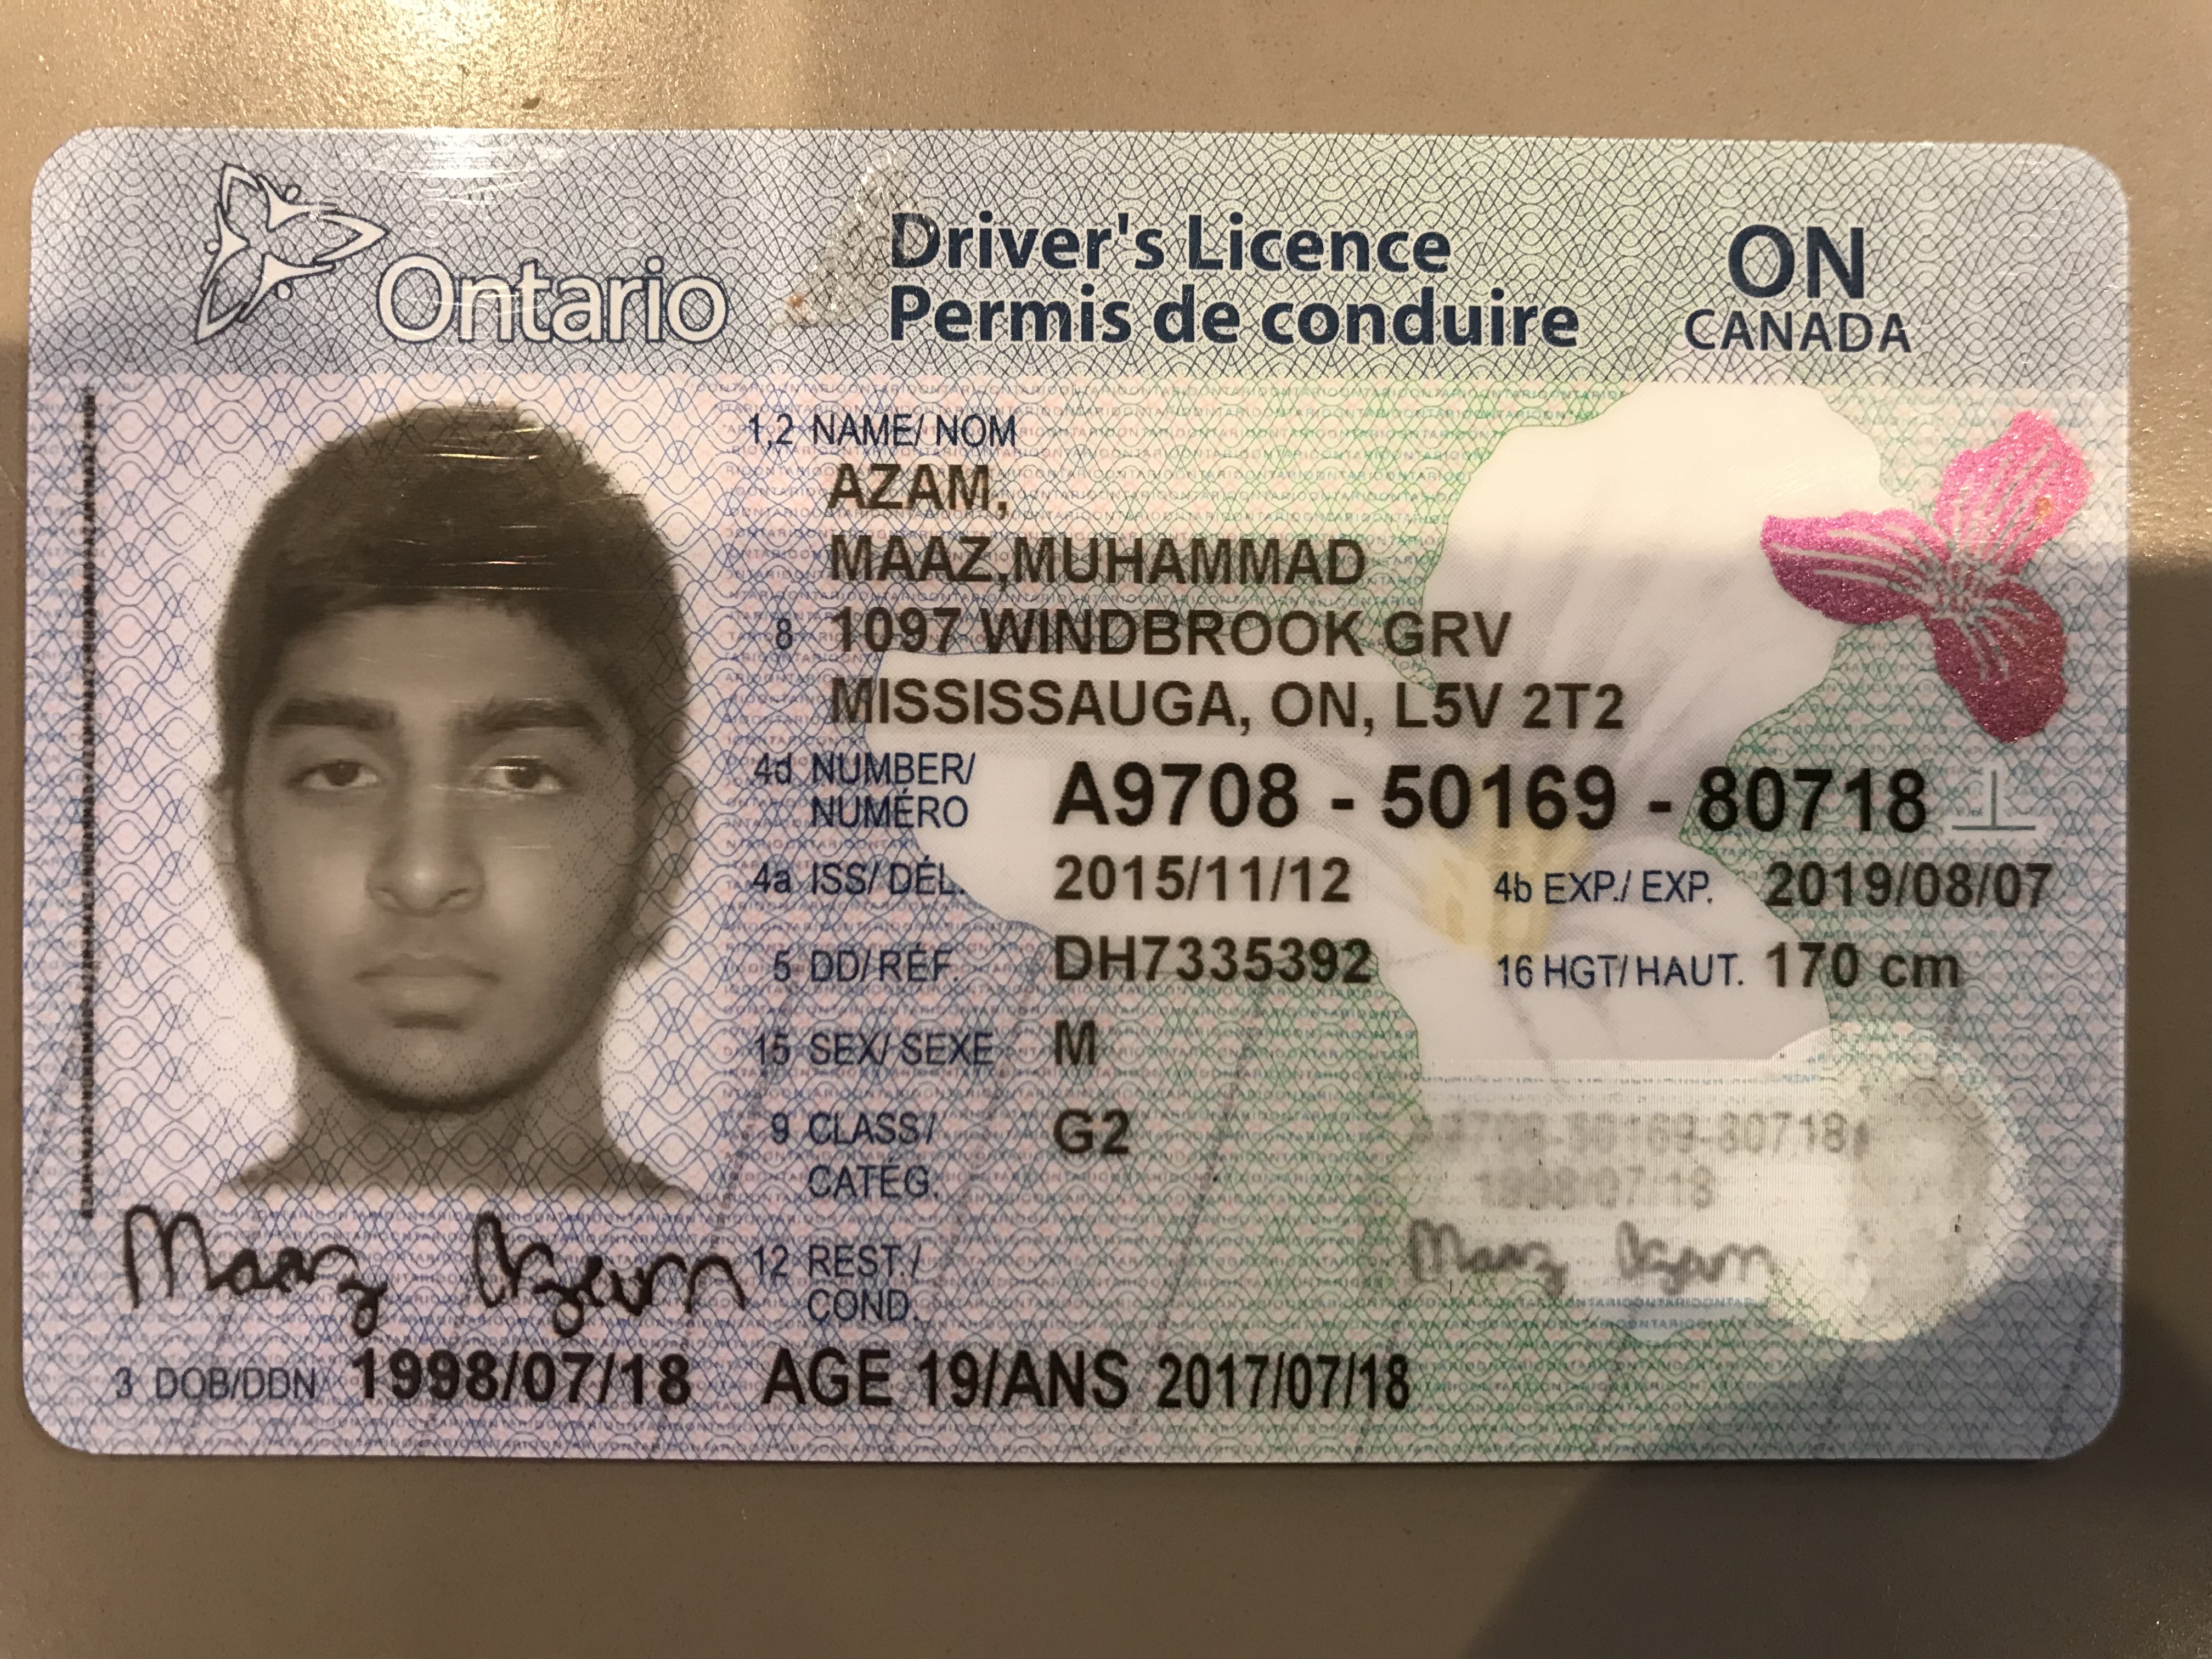 Ontario
Driver's Licence
Permis de conduire
ON
CANADA
1,2 NAME/NOM
AZAM,
MAAZ,MUHAMMAD
8 1097 WINDBROOK GRV
MISSISSAUGA, ON, L5V 2T2
4d NUMBER/
NUMÉRO
A9708 - 50169 - 80718
4a ISS/DÉL. 2015/11/12 4b EXP./EXP. 2019/08/07
5 DD/RÉF. DH7335392 16 HGT/HAUT. 170 cm
15 SEX/SEXE M
9 CLASS/
CATÉG.
G2
12 REST./
COND.
Maaz Azam
3 DOB/DDN 1998/07/18 AGE 19/ANS 2017/07/18
AZAM+MAAZ+MUHAMMAD+AZAM+MAAZ+MUHAMMAD+AZAM+MAAZ+MUHAMMAD+AZAM+MAAZ+MUH
Maaz Azam